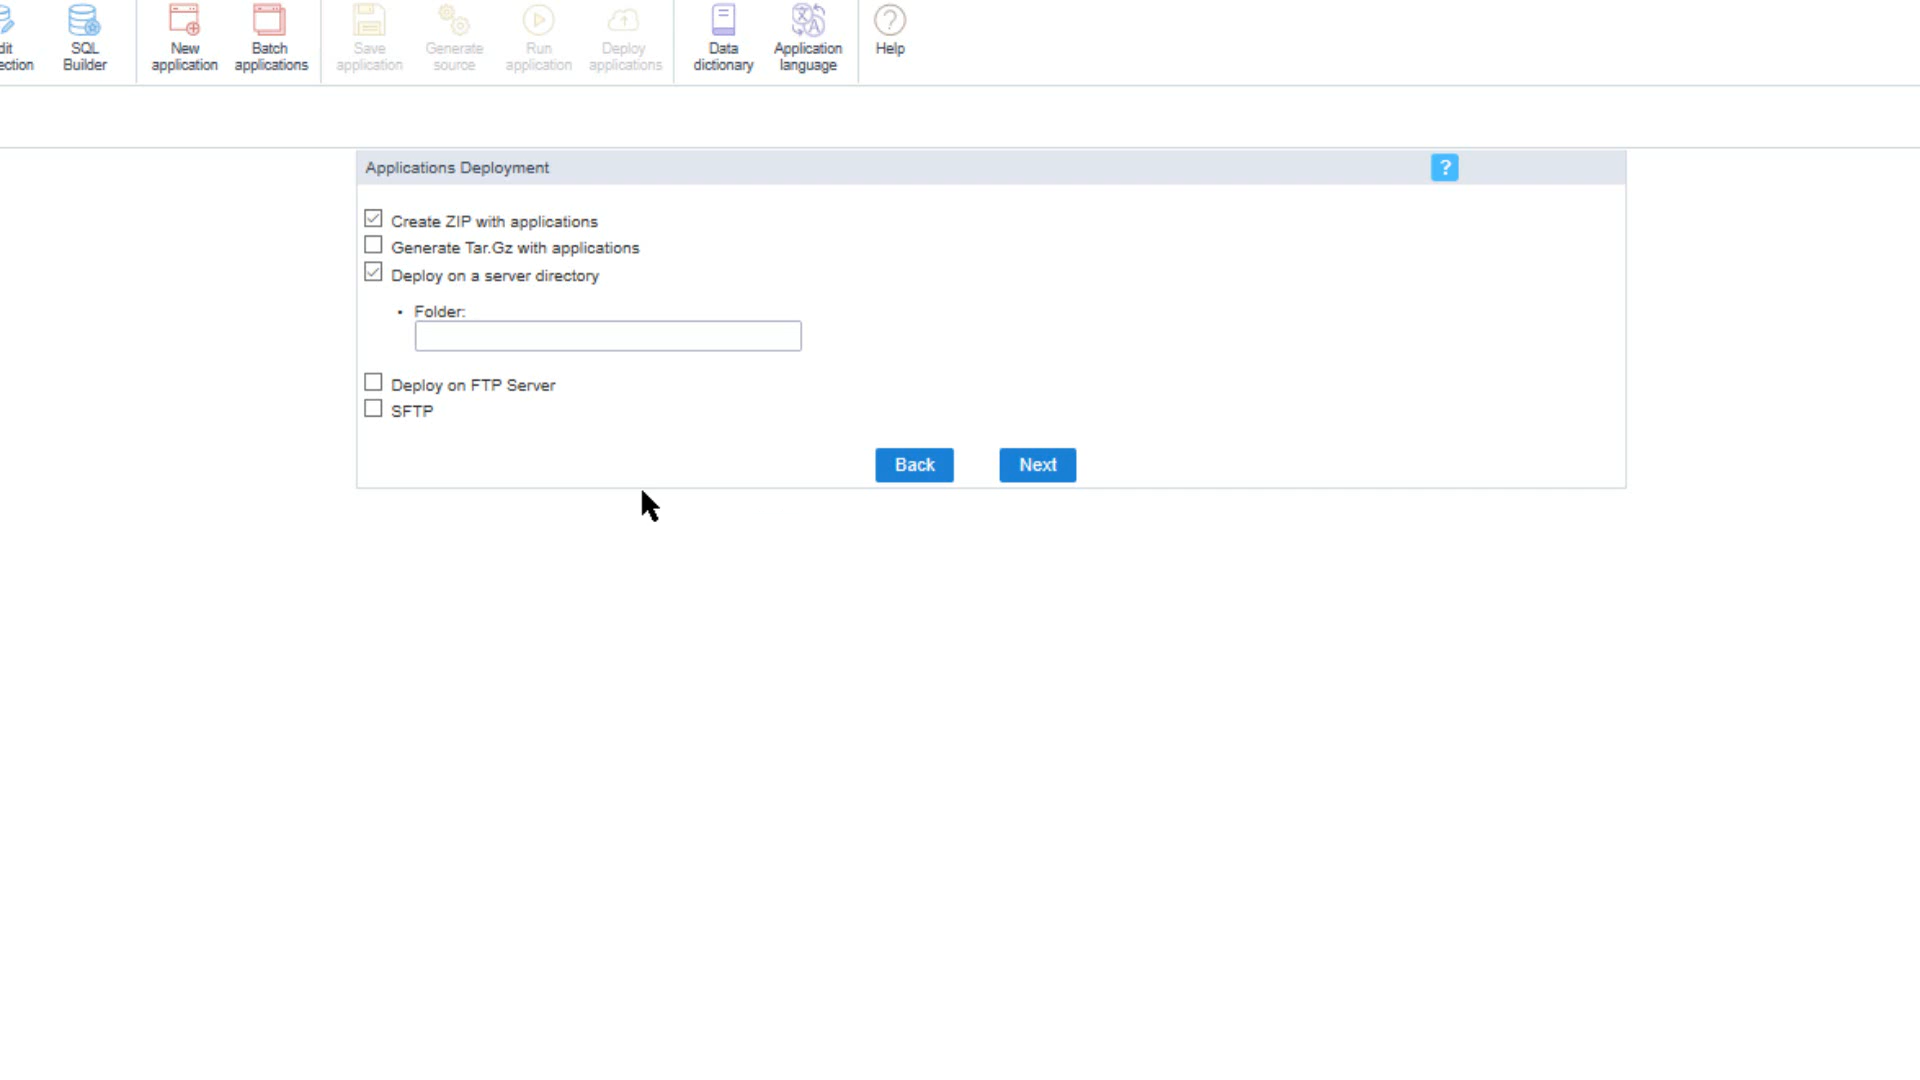 dit
ection
SQL
Builder
New
application
Batch
applications
Save
application
Generate
source
Run
application
Deploy
applications
Data
dictionary
Application
language
Help
Applications Deployment
?
Create ZIP with applications
Generate Tar.Gz with applications
Deploy on a server directory
• Folder:
Deploy on FTP Server
SFTP
Back
Next